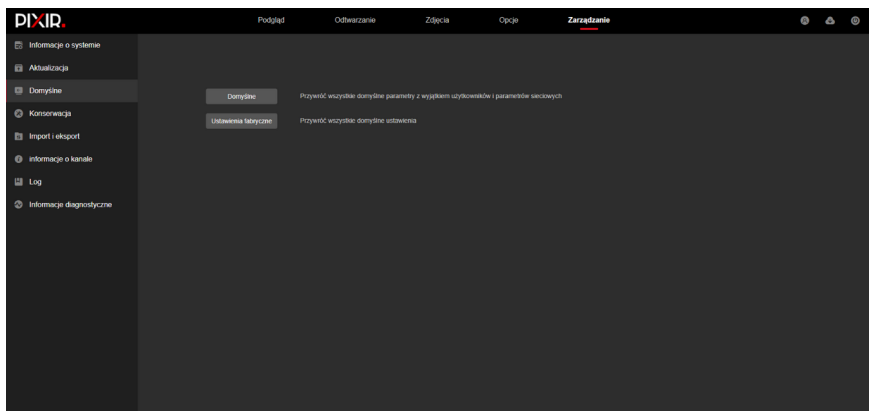 PIXIR.
Podgląd Odtwarzanie Zdjęcia Opcje Zarządzanie
Informacje o systemie
Aktualizacja
Domyślne
Domyślne Przywróć wszystkie domyślne parametry z wyjątkiem użytkowników i parametrów sieciowych
Konserwacja
Ustawienia fabryczne Przywróć wszystkie domyślne ustawienia
Import i eksport
informacje o kanale
Log
Informacje diagnostyczne